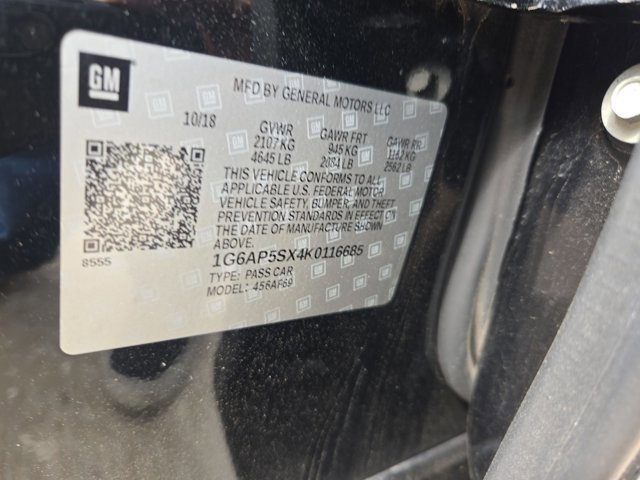 GM
MFD BY GENERAL MOTORS LLC
10/18 GVWR GAWR FRT GAWR RR
2107 KG 945 KG 1162 KG
4645 LB 2084 LB 2562 LB
THIS VEHICLE CONFORMS TO ALL
APPLICABLE U.S. FEDERAL MOTOR
VEHICLE SAFETY, BUMPER, AND THEFT
PREVENTION STANDARDS IN EFFECT ON
THE DATE OF MANUFACTURE SHOWN
ABOVE.
8555
1G6AP5SX4K0116685
TYPE: PASS CAR
MODEL: 456AF69